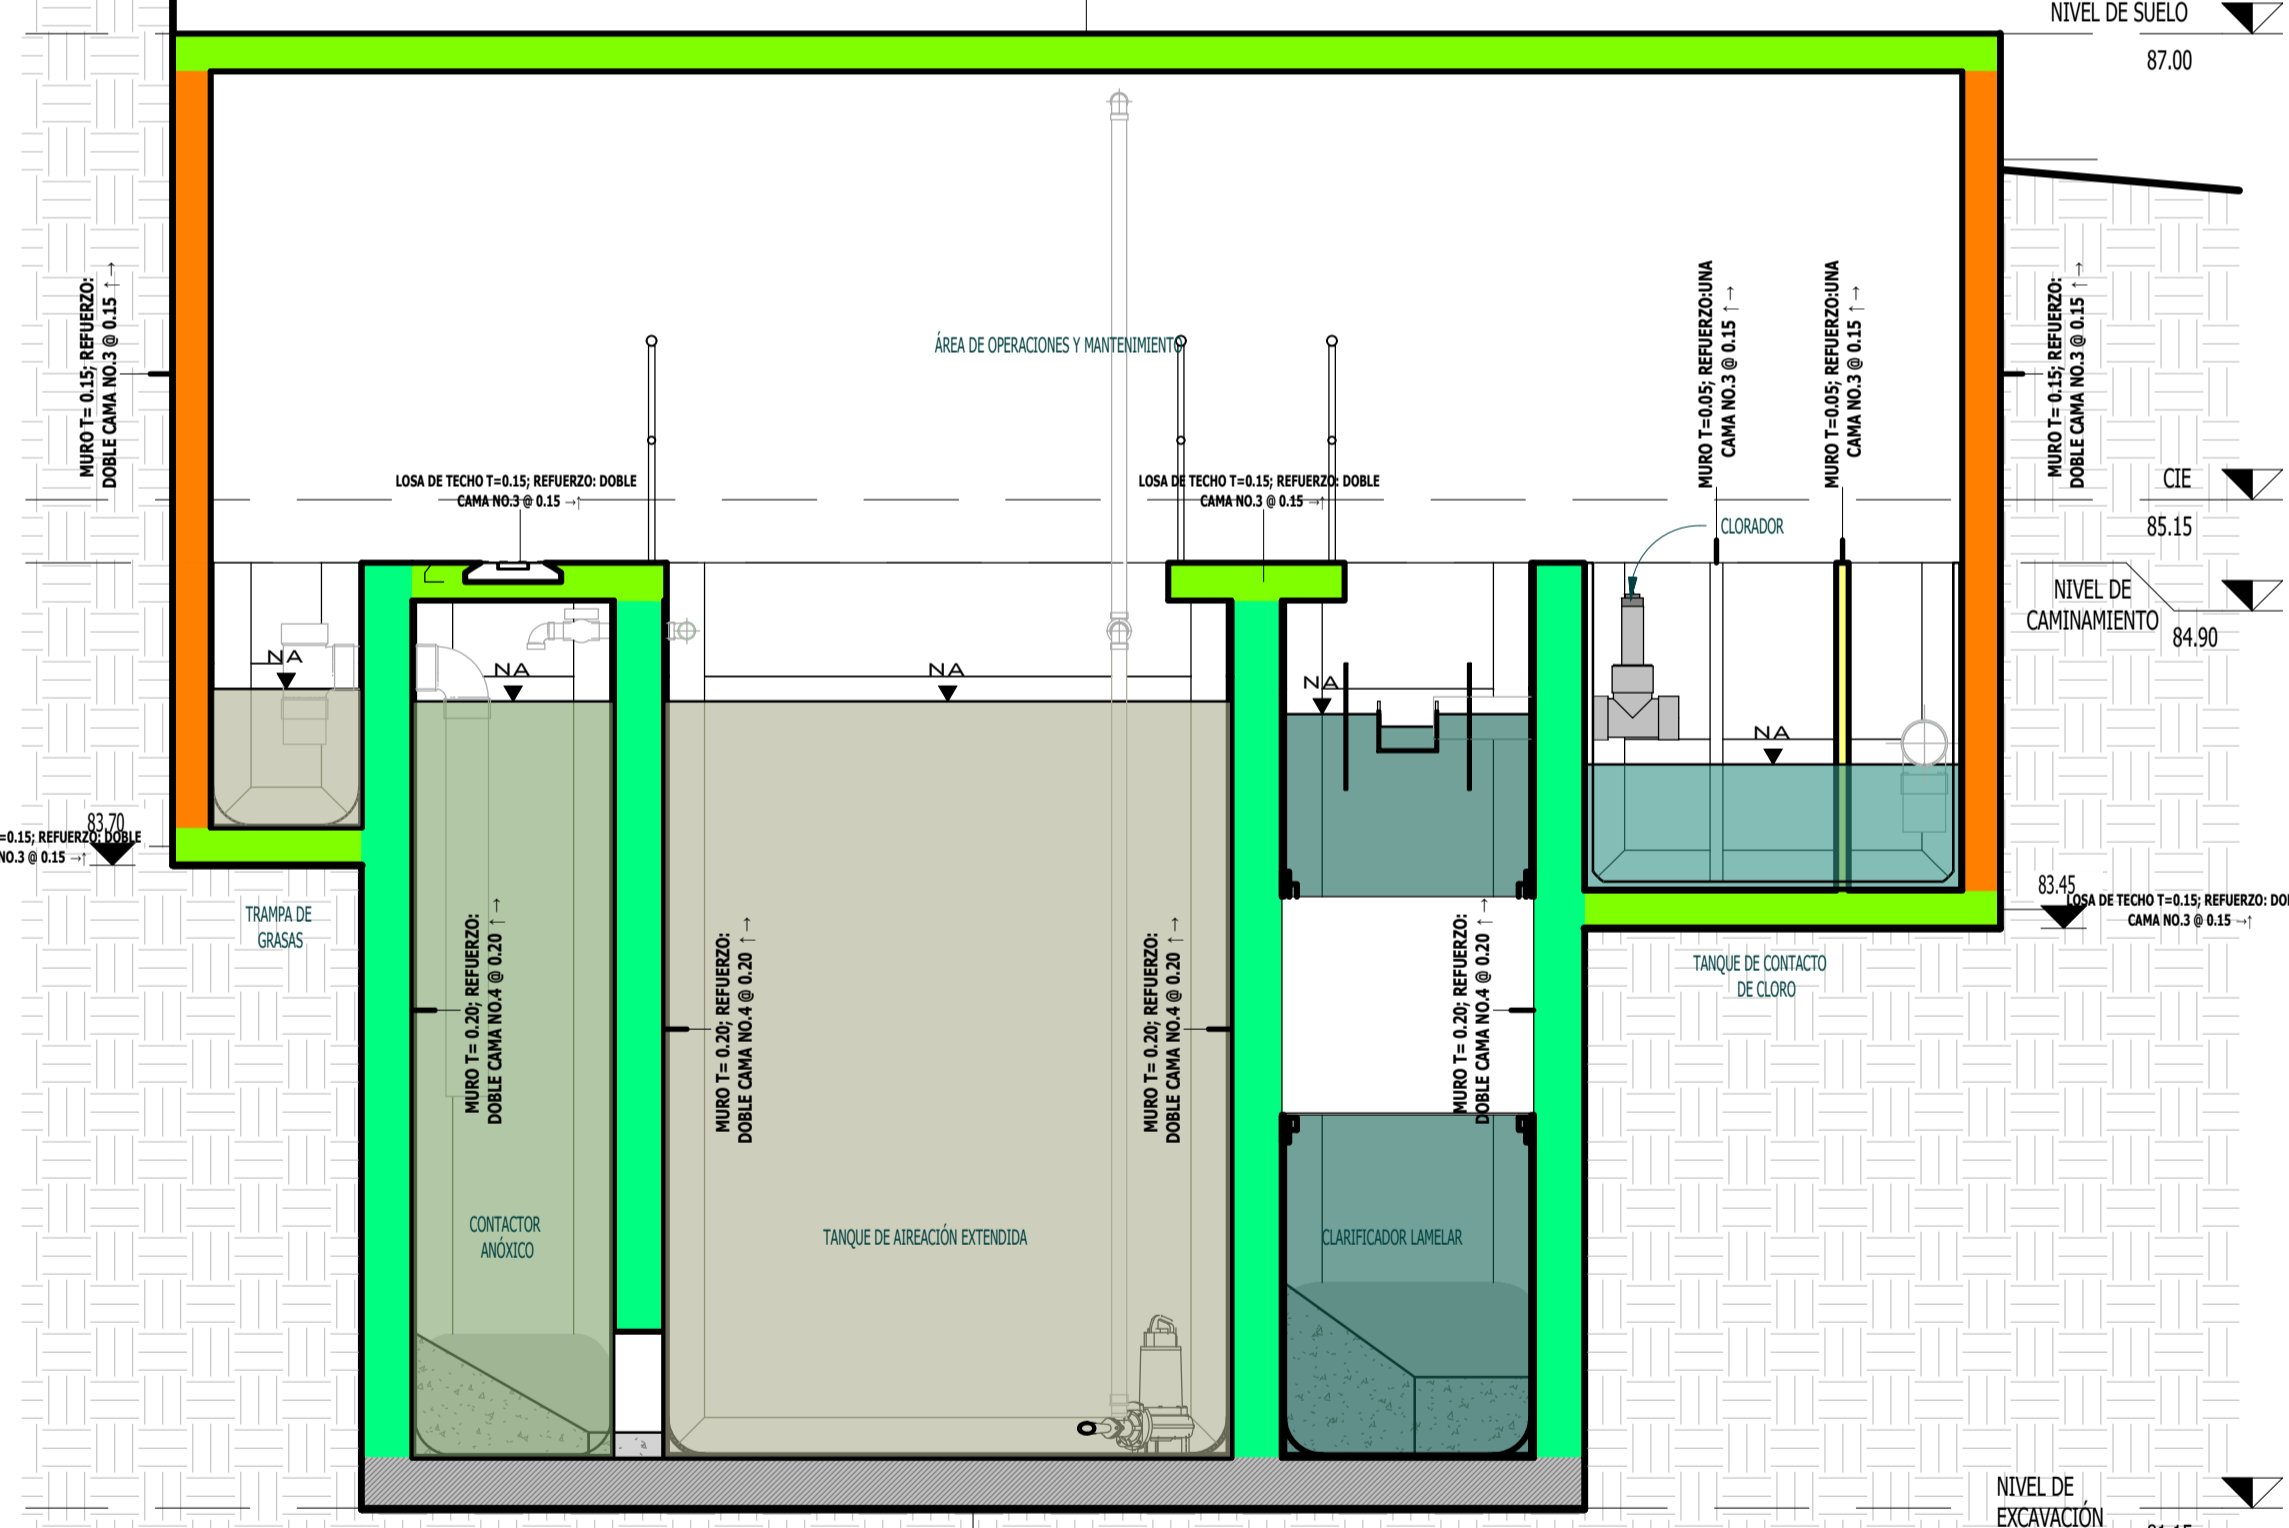 NIVEL DE SUELO
87.00
MURO T= 0.15; REFUERZO:
DOBLE CAMA NO.3 @ 0.15 ↑→
ÁREA DE OPERACIONES Y MANTENIMIENTO
MURO T=0.05; REFUERZO:UNA
CAMA NO.3 @ 0.15 ↑→
MURO T=0.05; REFUERZO:UNA
CAMA NO.3 @ 0.15 ↑→
MURO T= 0.15; REFUERZO:
DOBLE CAMA NO.3 @ 0.15 ↑→
LOSA DE TECHO T=0.15; REFUERZO: DOBLE
CAMA NO.3 @ 0.15 →↑
LOSA DE TECHO T=0.15; REFUERZO: DOBLE
CAMA NO.3 @ 0.15 →↑
CIE
85.15
CLORADOR
NIVEL DE
CAMINAMIENTO
84.90
NA
NA
NA
NA
NA
83.70
=0.15; REFUERZO: DOBLE
NO.3 @ 0.15 →↑
83.45
LOSA DE TECHO T=0.15; REFUERZO: DO
CAMA NO.3 @ 0.15 →↑
TRAMPA DE
GRASAS
MURO T= 0.20; REFUERZO:
DOBLE CAMA NO.4 @ 0.20 ↑→
MURO T= 0.20; REFUERZO:
DOBLE CAMA NO.4 @ 0.20 ↑→
MURO T= 0.20; REFUERZO:
DOBLE CAMA NO.4 @ 0.20 ↑→
MURO T= 0.20; REFUERZO:
DOBLE CAMA NO.4 @ 0.20 ↑→
TANQUE DE CONTACTO
DE CLORO
CONTACTOR
ANÓXICO
TANQUE DE AIREACIÓN EXTENDIDA
CLARIFICADOR LAMELAR
NIVEL DE
EXCAVACIÓN